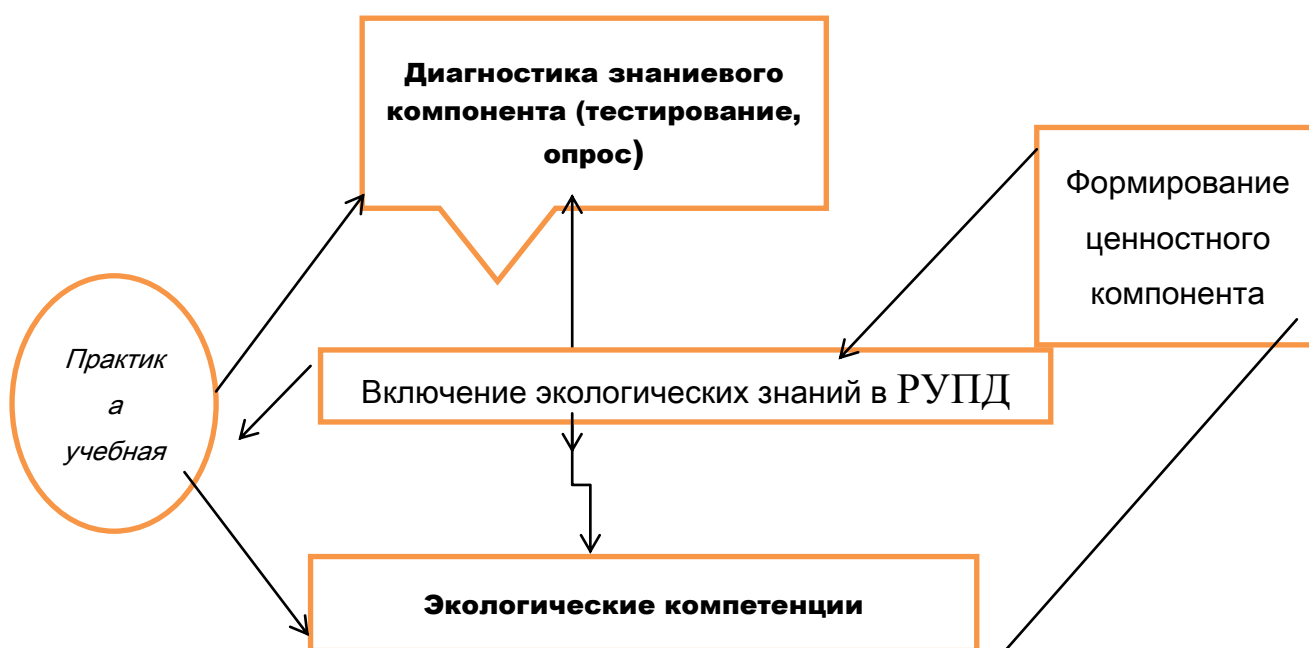 Диагностика знаниевого
компонента (тестирование,
опрос)
Формирование
ценностного
компонента
Практик
а
учебная
Включение экологических знаний в РУПД
Экологические компетенции